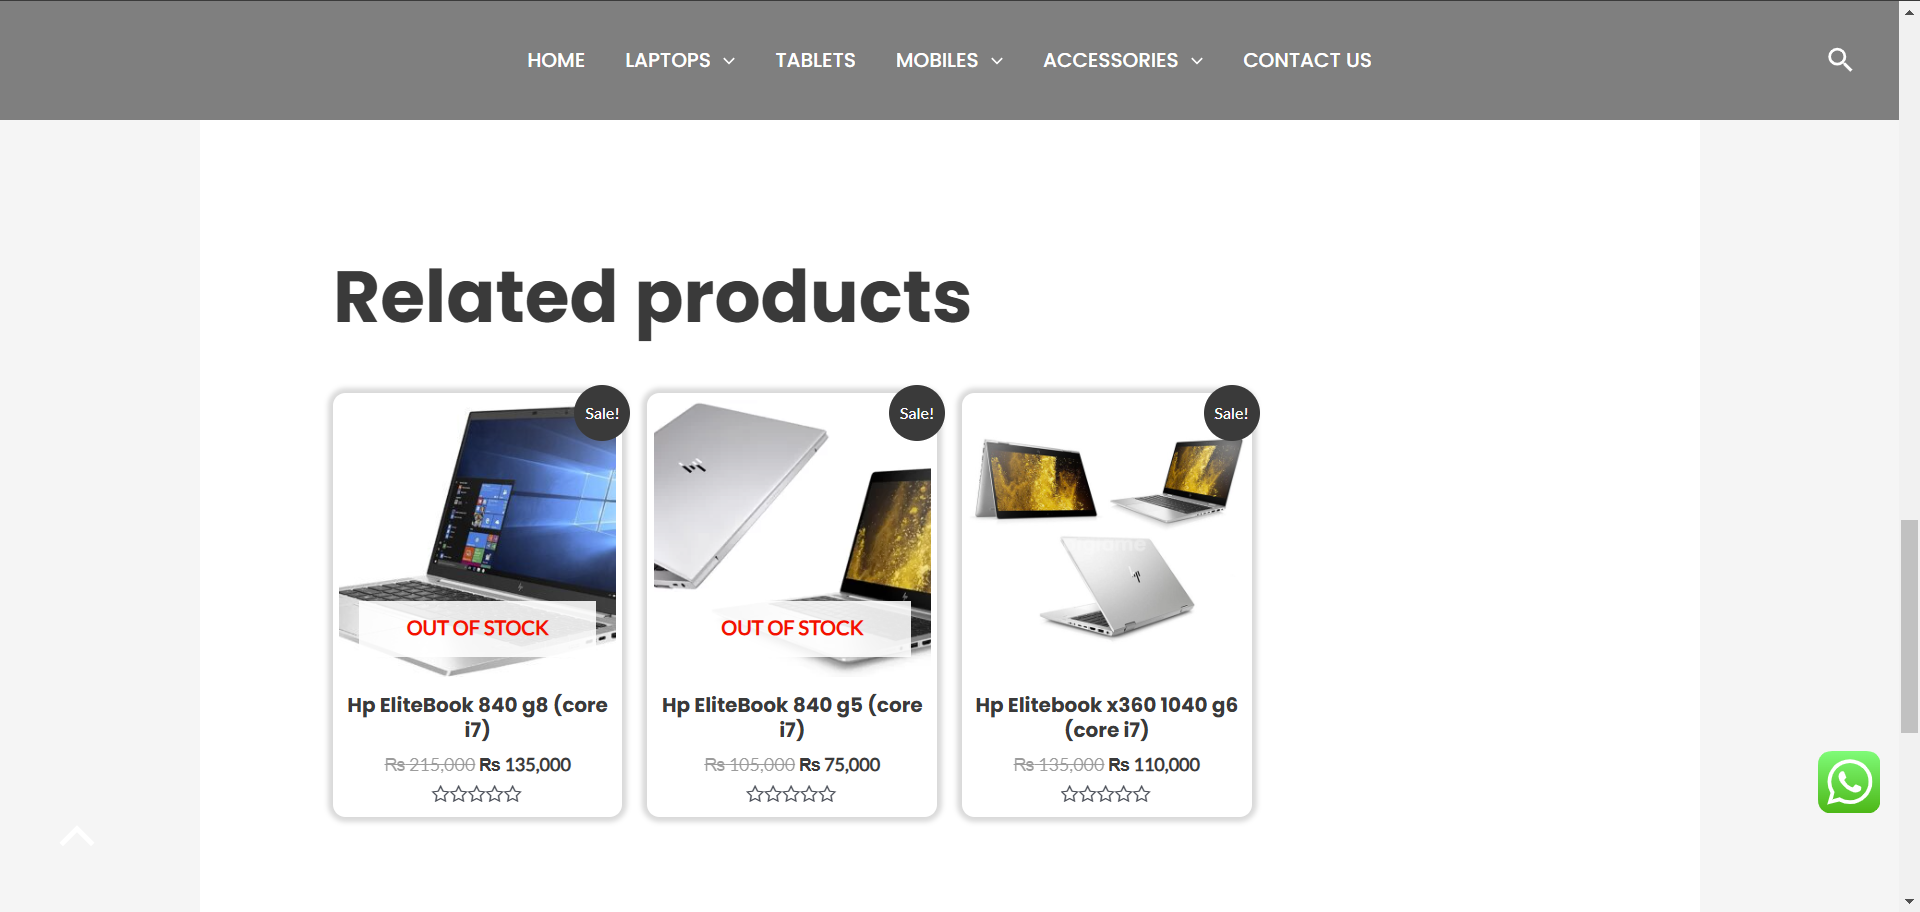 HOME LAPTOPS TABLETS MOBILES ACCESSORIES CONTACT US
Related products
Sale!
OUT OF STOCK
Hp EliteBook 840 g8 (core
i7)
₨ 215,000 ₨ 135,000
Sale!
OUT OF STOCK
Hp EliteBook 840 g5 (core
i7)
₨ 105,000 ₨ 75,000
Sale!
Hp Elitebook x360 1040 g6
(core i7)
₨ 135,000 ₨ 110,000